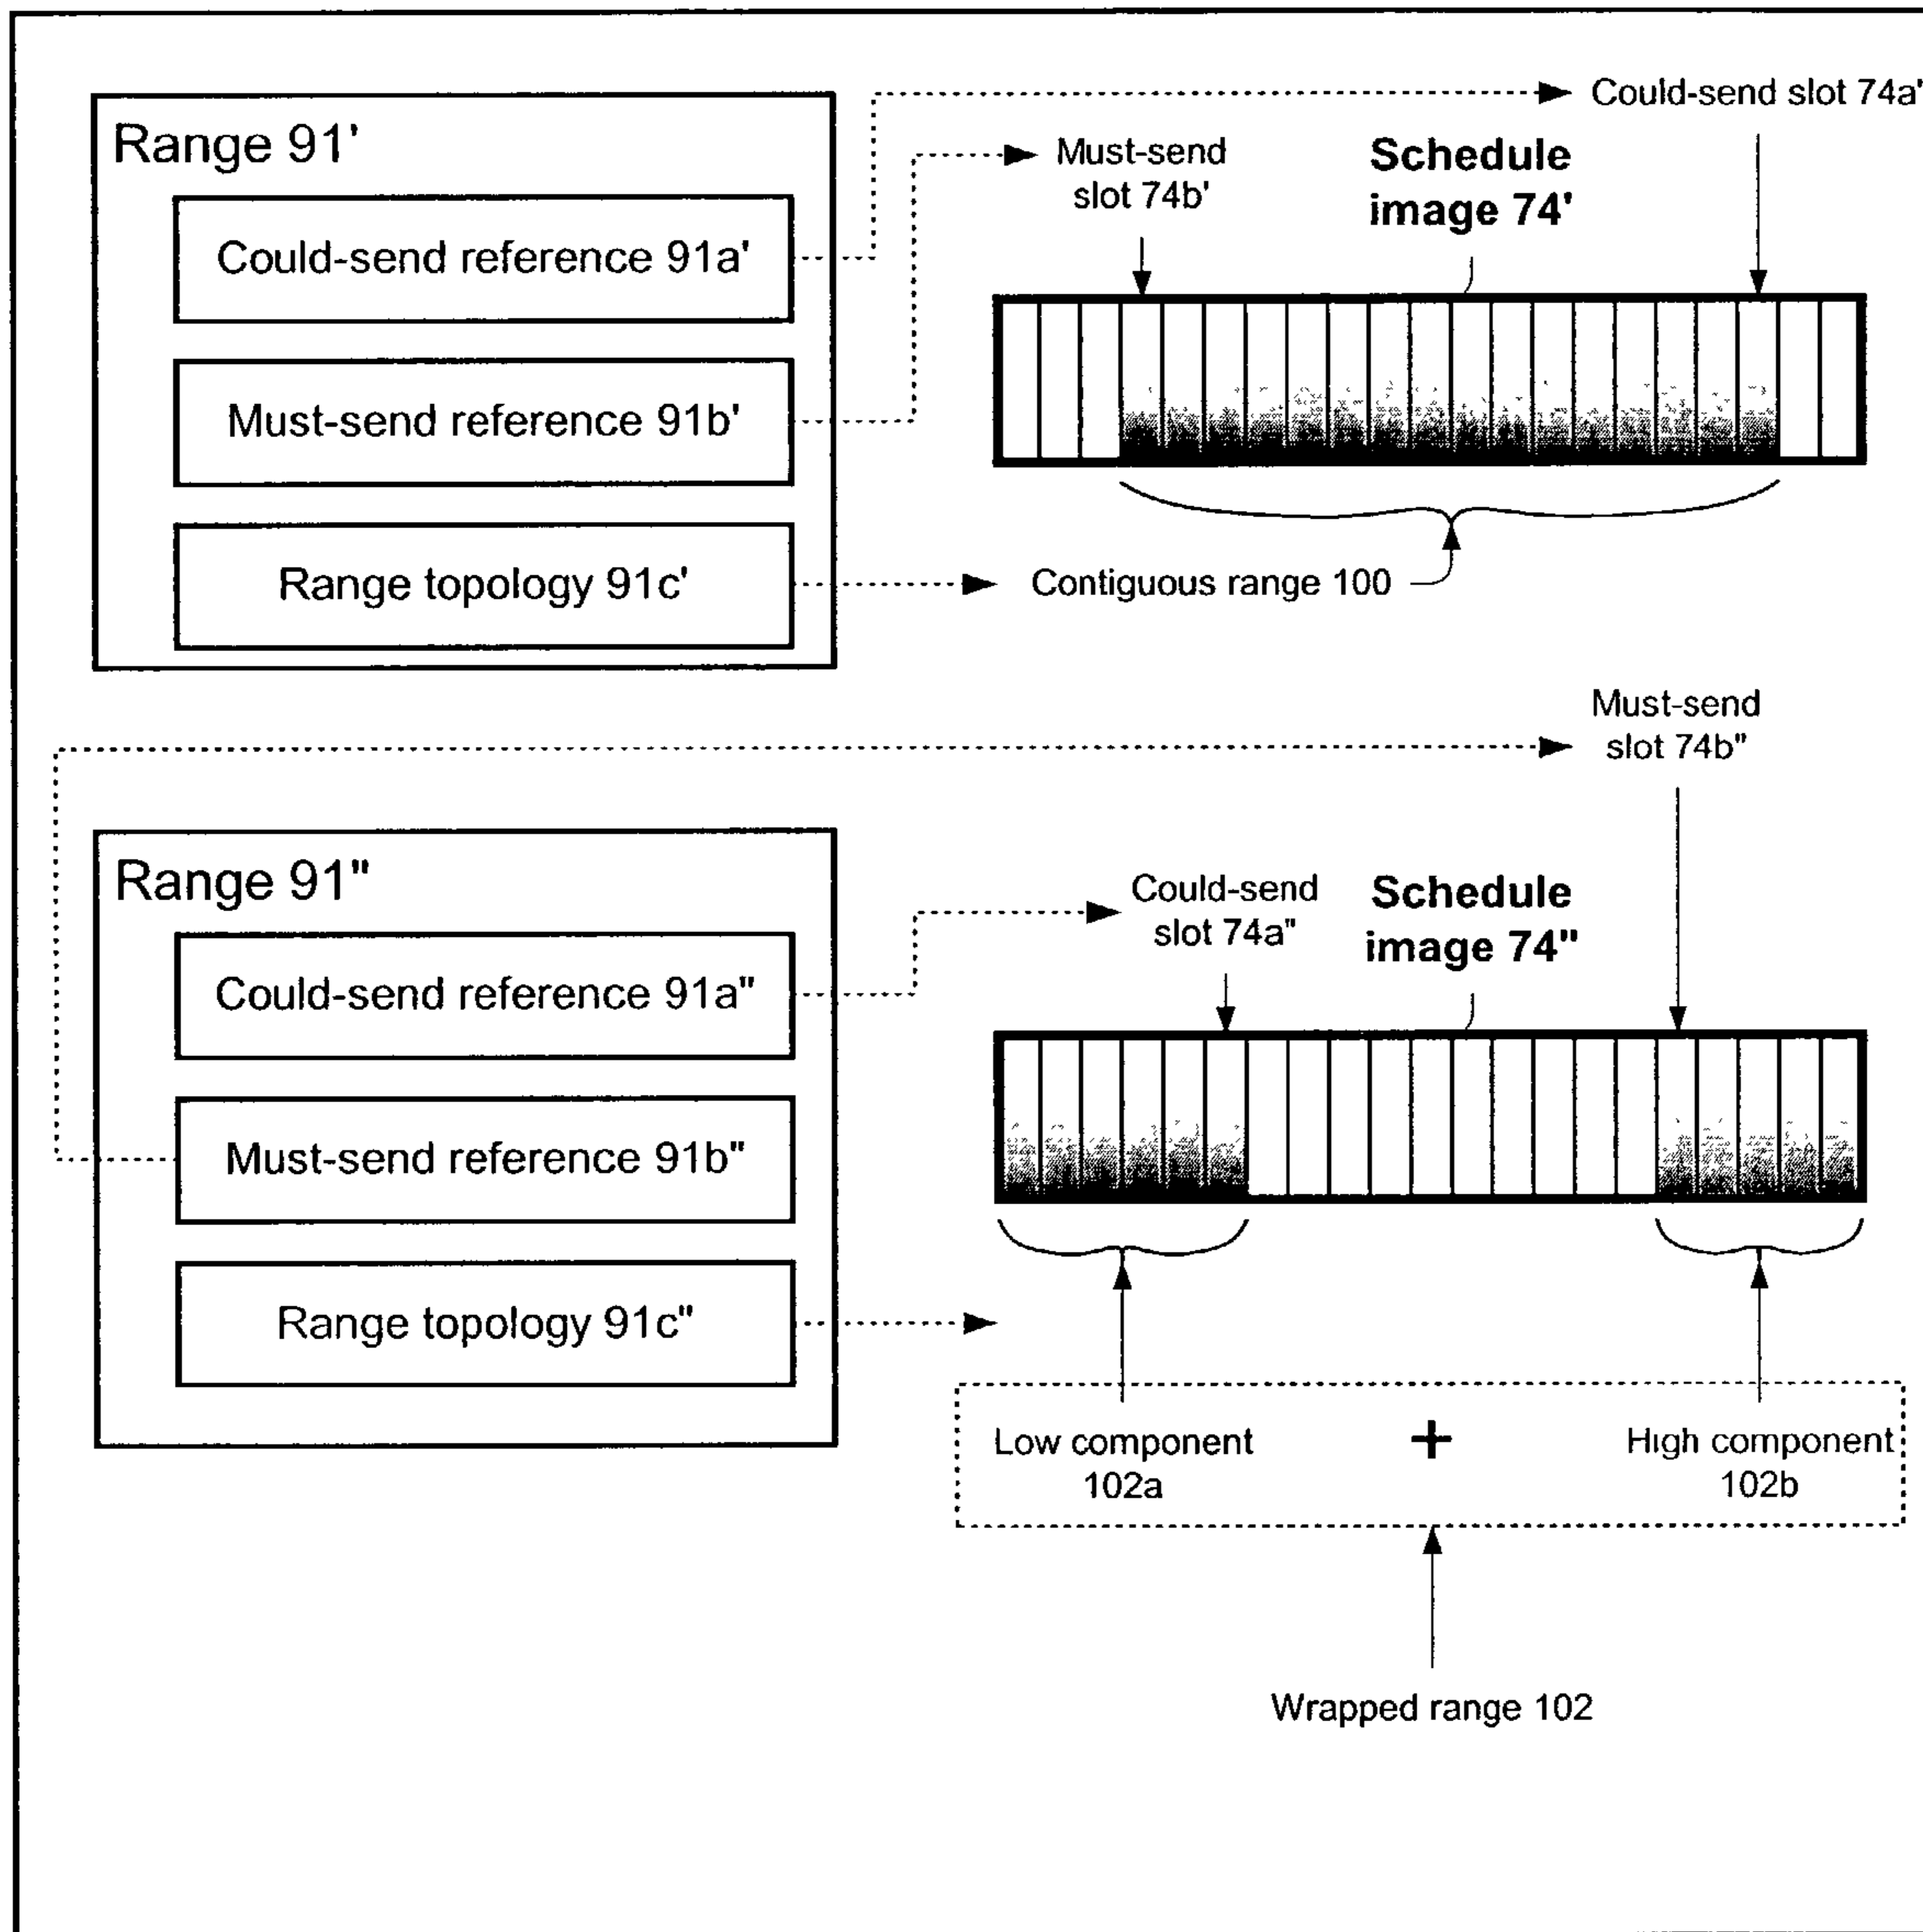 Range 91'
Could-send reference 91a'
Must-send reference 91b'
Range topology 91c'
Could-send slot 74a'
Must-send
slot 74b'
Schedule
image 74'
Contiguous range 100
Range 91"
Could-send reference 91a"
Must-send reference 91b"
Range topology 91c"
Must-send
slot 74b"
Could-send
slot 74a"
Schedule
image 74"
Low component
102a
+
High component
102b
Wrapped range 102